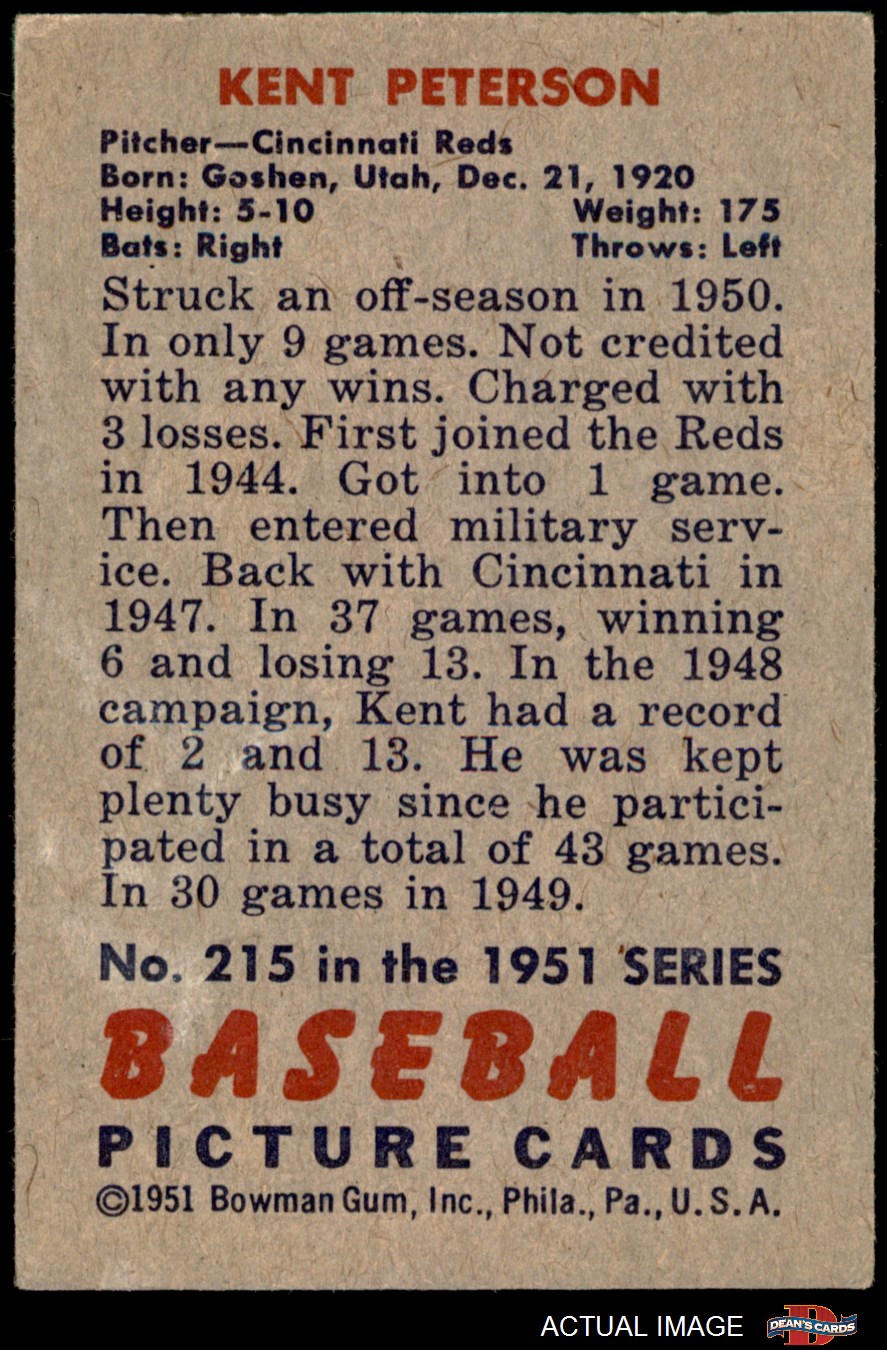 KENT PETERSON
Pitcher—Cincinnati Reds
Born: Goshen, Utah, Dec. 21, 1920
Height: 5-10 Weight: 175
Bats: Right Throws: Left
Struck an off-season in 1950.
In only 9 games. Not credited
with any wins. Charged with
3 losses. First joined the Reds
in 1944. Got into 1 game.
Then entered military serv-
ice. Back with Cincinnati in
1947. In 37 games, winning
6 and losing 13. In the 1948
campaign, Kent had a record
of 2 and 13. He was kept
plenty busy since he partici-
pated in a total of 43 games.
In 30 games in 1949.
No. 215 in the 1951 SERIES
BASEBALL
PICTURE CARDS
©1951 Bowman Gum, Inc., Phila., Pa., U.S.A.
ACTUAL IMAGE
D
DEAN'S CARDS